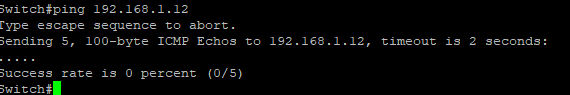 Switch#ping 192.168.1.12
Type escape sequence to abort.
Sending 5, 100-byte ICMP Echos to 192.168.1.12, timeout is 2 seconds:
.....
Success rate is 0 percent (0/5)
Switch#